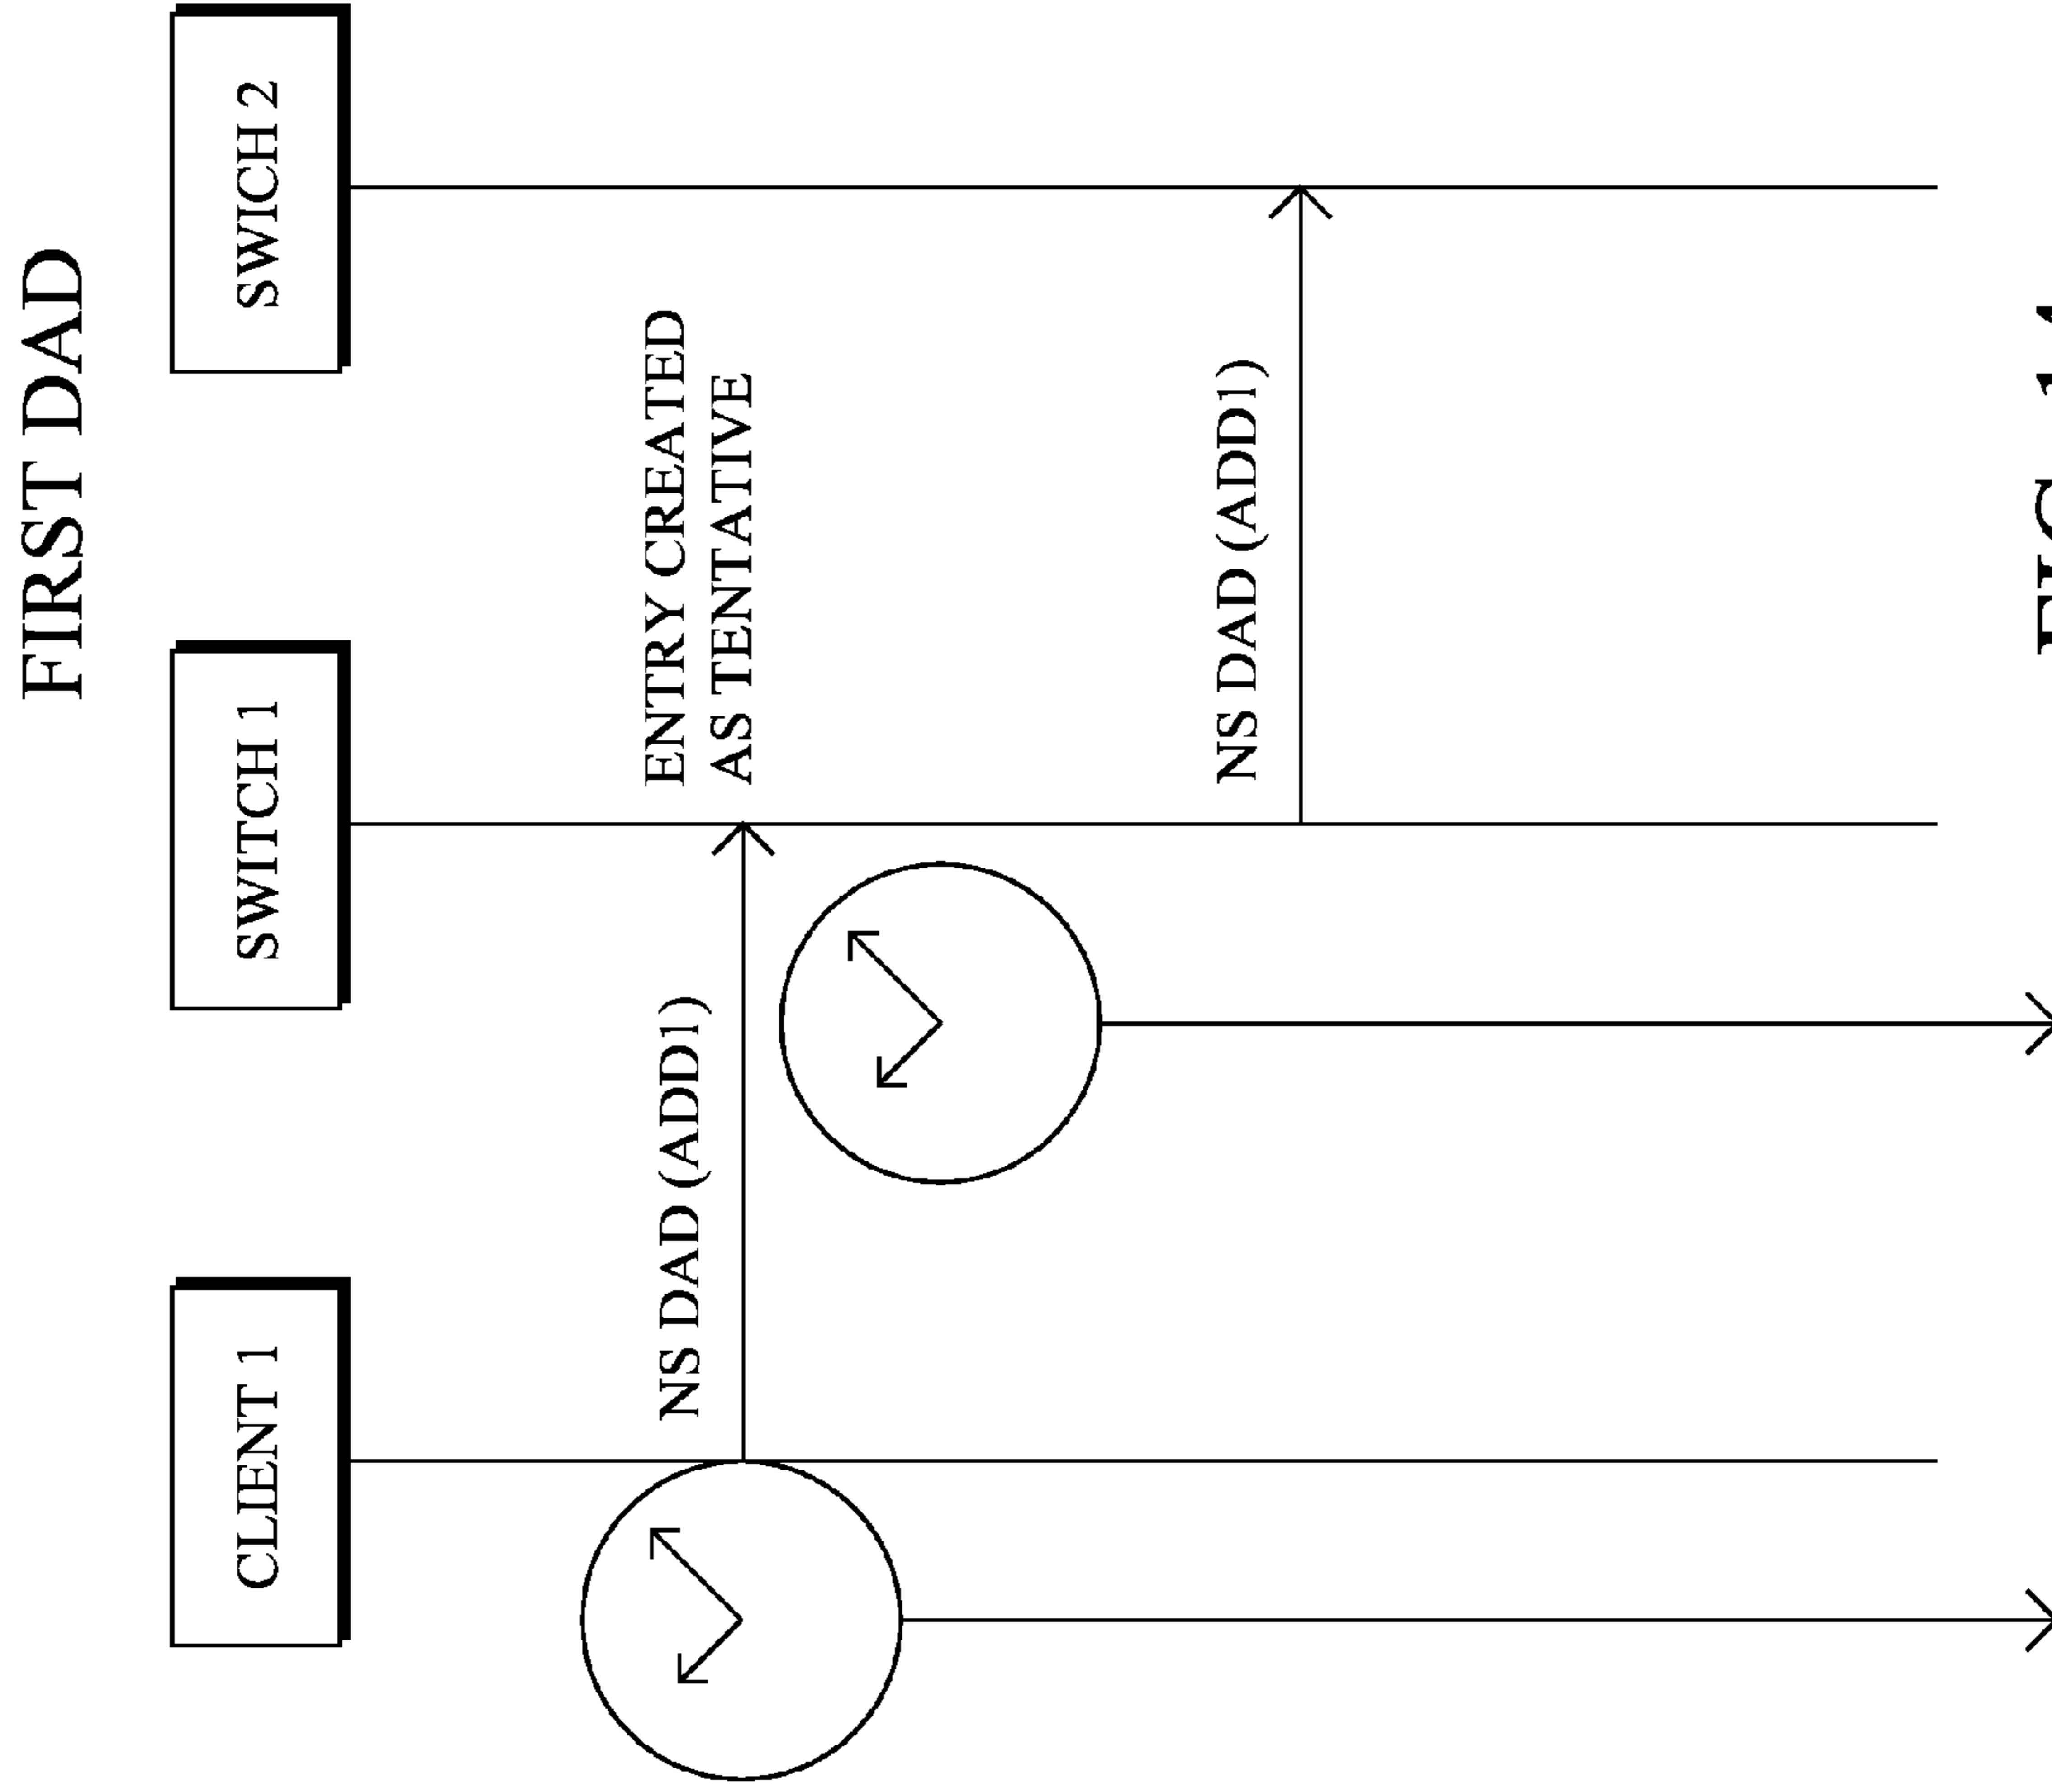 FIRST DAD
CLIENT 1
SWITCH 1
SWICH 2
NS DAD (ADD1)
ENTRY CREATED
AS TENTATIVE
NS DAD (ADD1)